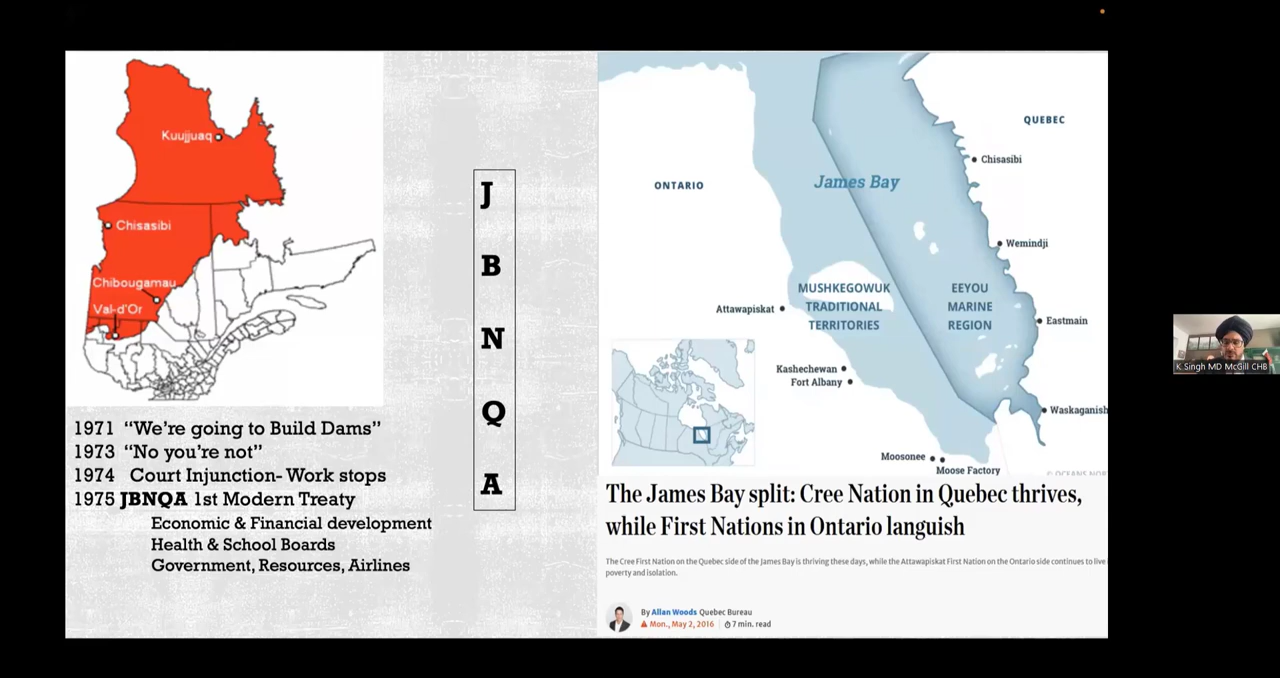 Kuujjuaq
Chisasibi
Chibougamau
Val-d'Or
1971 “We’re going to Build Dams”
1973 “No you’re not”
1974 Court Injunction- Work stops
1975 JBNQA 1st Modern Treaty
Economic & Financial development
Health & School Boards
Government, Resources, Airlines
J
B
N
Q
A
QUEBEC
Chisasibi
ONTARIO
James Bay
Wemindji
MUSHKEGOWUK
TRADITIONAL
TERRITORIES
EEYOU
MARINE
REGION
Attawapiskat
Eastmain
Kashechewan
Fort Albany
Waskaganish
Moosonee
Moose Factory
© OCEANS
The James Bay split: Cree Nation in Quebec thrives,
while First Nations in Ontario languish
The Cree First Nation on the Quebec side of the James Bay is thriving these days, while the Attawapiskat First Nation on the Ontario side continues to live
poverty and isolation.
By Allan Woods Quebec Bureau
Mon., May 2, 2016 7 min. read
K Singh MD McGill CHB